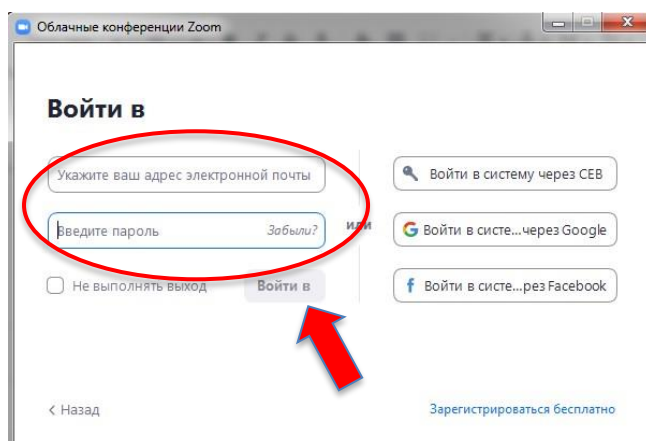 Облачные конференции Zoom
Войти в
Укажите ваш адрес электронной почты
Введите пароль
Забыли?
Не выполнять выход
Войти в
или
Войти в систему через СЕВ
Войти в систе...через Google
Войти в систе...рез Facebook
< Назад
Зарегистрироваться бесплатно